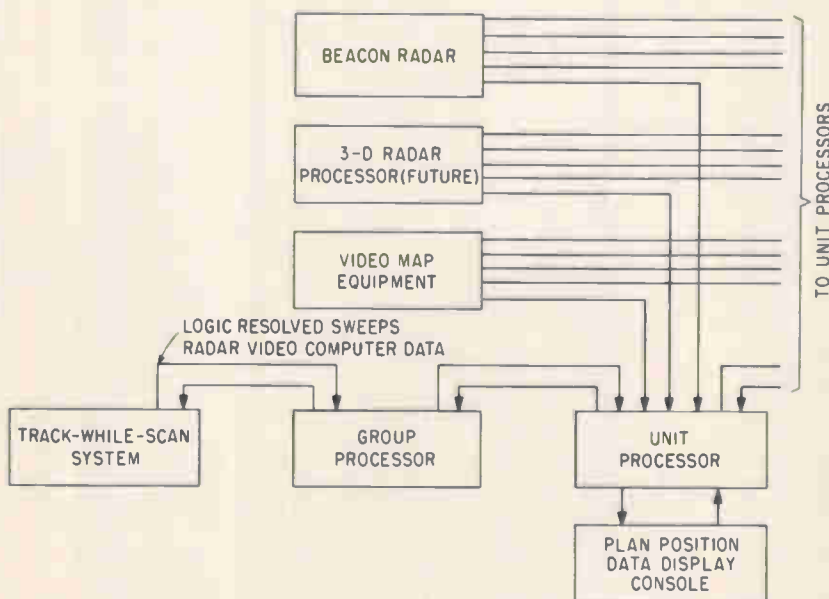 BEACON RADAR
3-D RADAR
PROCESSOR(FUTURE)
VIDEO MAP
EQUIPMENT
TO UNIT PROCESSORS
LOGIC RESOLVED SWEEPS
RADAR VIDEO COMPUTER DATA
TRACK-WHILE-SCAN
SYSTEM
GROUP
PROCESSOR
UNIT
PROCESSOR
PLAN POSITION
DATA DISPLAY
CONSOLE